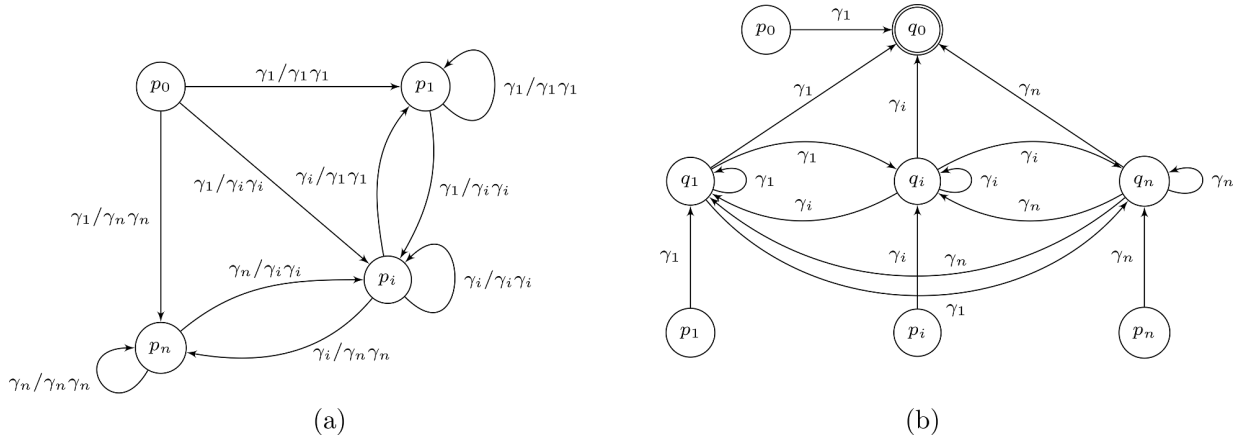 p₀
γ₁/γ₁γ₁
p₁
γ₁/γ₁γ₁
γ₁/γᵢγᵢ
γᵢ/γ₁γ₁
γ₁/γᵢγᵢ
γ₁/γₙγₙ
γₙ/γᵢγᵢ
pᵢ
γᵢ/γᵢγᵢ
pₙ
γᵢ/γₙγₙ
γₙ/γₙγₙ
(a)
p₀
γ₁
q₀
γ₁
γᵢ
γₙ
γ₁
γᵢ
q₁
γ₁
qᵢ
γᵢ
qₙ
γₙ
γᵢ
γₙ
γ₁
γᵢ
γₙ
γₙ
γ₁
p₁
pᵢ
pₙ
(b)